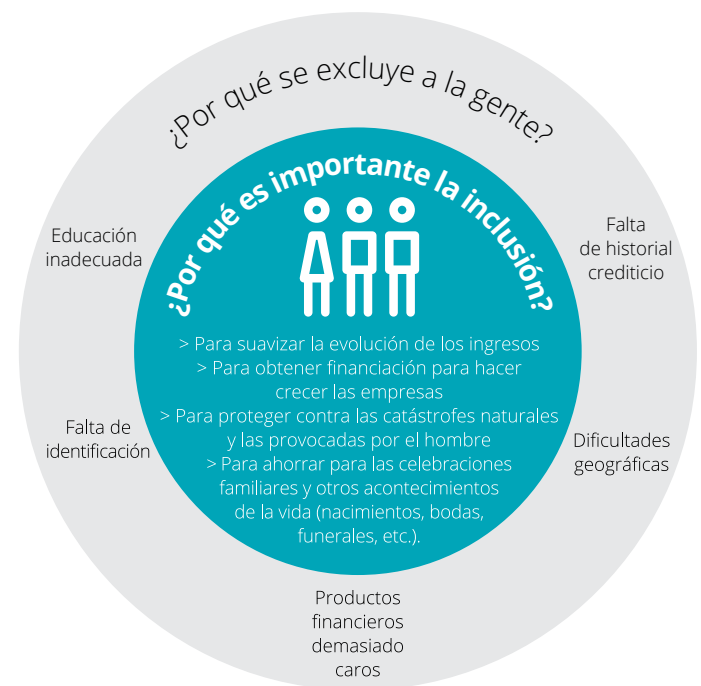 ¿Por qué se excluye a la gente?
¿Por qué es importante la inclusión?
Educación
inadecuada
Falta
de historial
crediticio
> Para suavizar la evolución de los ingresos
> Para obtener financiación para hacer
crecer las empresas
> Para proteger contra las catástrofes naturales
y las provocadas por el hombre
> Para ahorrar para las celebraciones
familiares y otros acontecimientos
de la vida (nacimientos, bodas,
funerales, etc.).
Falta de
identificación
Dificultades
geográficas
Productos
financieros
demasiado
caros